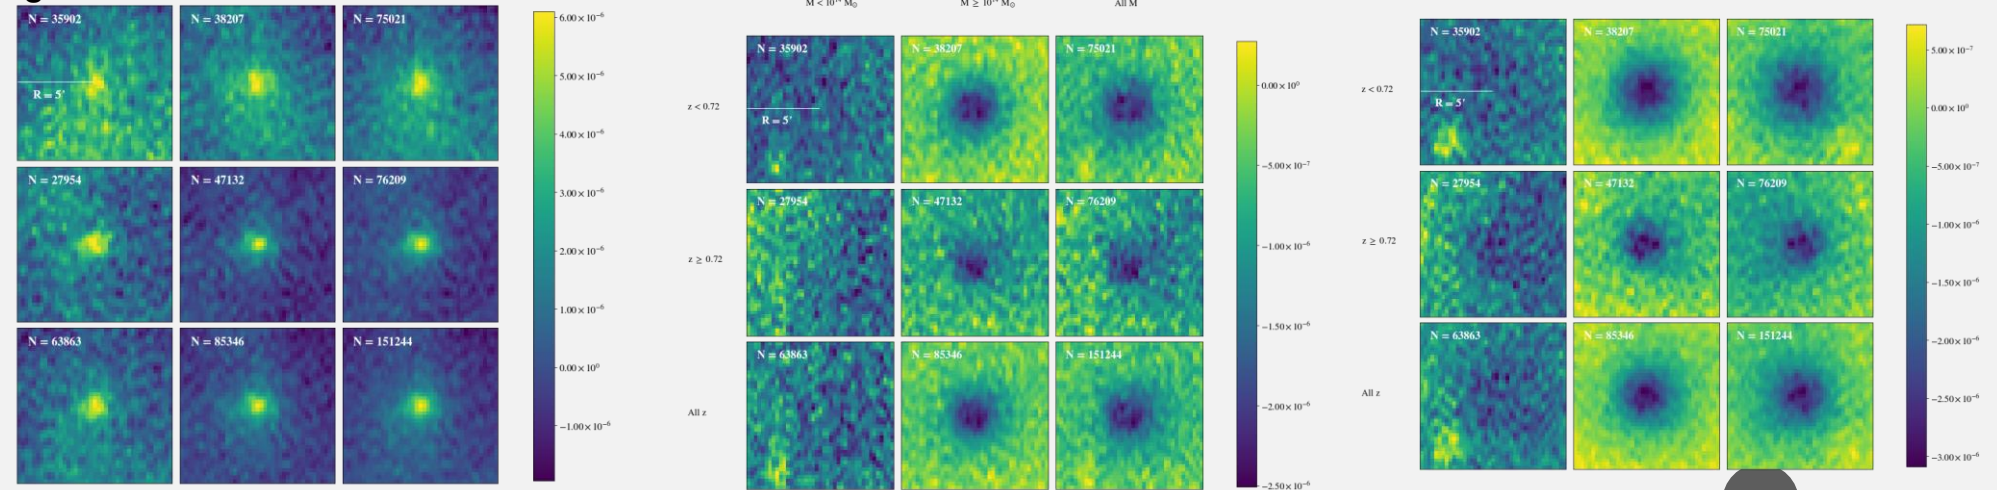 N = 35902
N = 38207
N = 75021
R = 5'
N = 27954
N = 47132
N = 76209
N = 63863
N = 85346
N = 151244
6.00 × 10⁻⁶
5.00 × 10⁻⁶
4.00 × 10⁻⁶
3.00 × 10⁻⁶
2.00 × 10⁻⁶
1.00 × 10⁻⁶
0.00 × 10⁰
−1.00 × 10⁻⁶
All M
z < 0.72
N = 35902
N = 38207
N = 75021
R = 5'
z ≥ 0.72
N = 27954
N = 47132
N = 76209
All z
N = 63863
N = 85346
N = 151244
0.00 × 10⁰
−5.00 × 10⁻⁷
−1.00 × 10⁻⁶
−1.50 × 10⁻⁶
−2.00 × 10⁻⁶
−2.50 × 10⁻⁶
z < 0.72
N = 35902
N = 38207
N = 75021
R = 5'
z ≥ 0.72
N = 27954
N = 47132
N = 76209
All z
N = 63863
N = 85346
N = 151244
5.00 × 10⁻⁷
0.00 × 10⁰
−5.00 × 10⁻⁷
−1.00 × 10⁻⁶
−1.50 × 10⁻⁶
−2.00 × 10⁻⁶
−2.50 × 10⁻⁶
−3.00 × 10⁻⁶